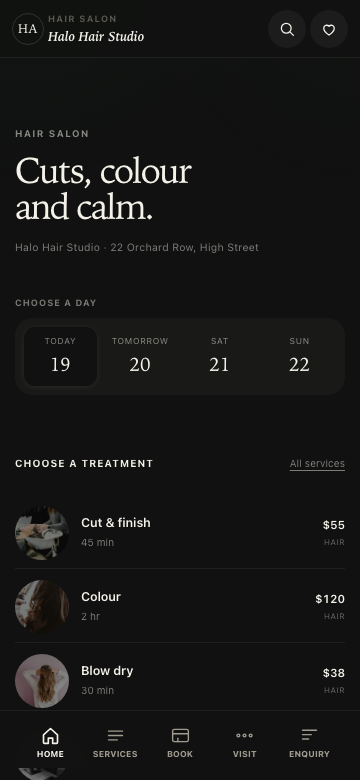 HA
HAIR SALON
Halo Hair Studio
HAIR SALON
Cuts, colour
and calm.
Halo Hair Studio · 22 Orchard Row, High Street
CHOOSE A DAY
TODAY TOMORROW SAT SUN
19 20 21 22
CHOOSE A TREATMENT All services
Cut & finish $55
45 min HAIR
Colour $120
2 hr HAIR
Blow dry $38
30 min HAIR
HOME SERVICES BOOK VISIT ENQUIRY